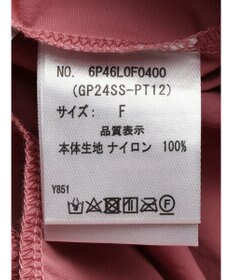 NO. 6P46L0F0400
(GP24SS-PT12)
サイズ: F
品質表示
本体生地 ナイロン 100%
Y851